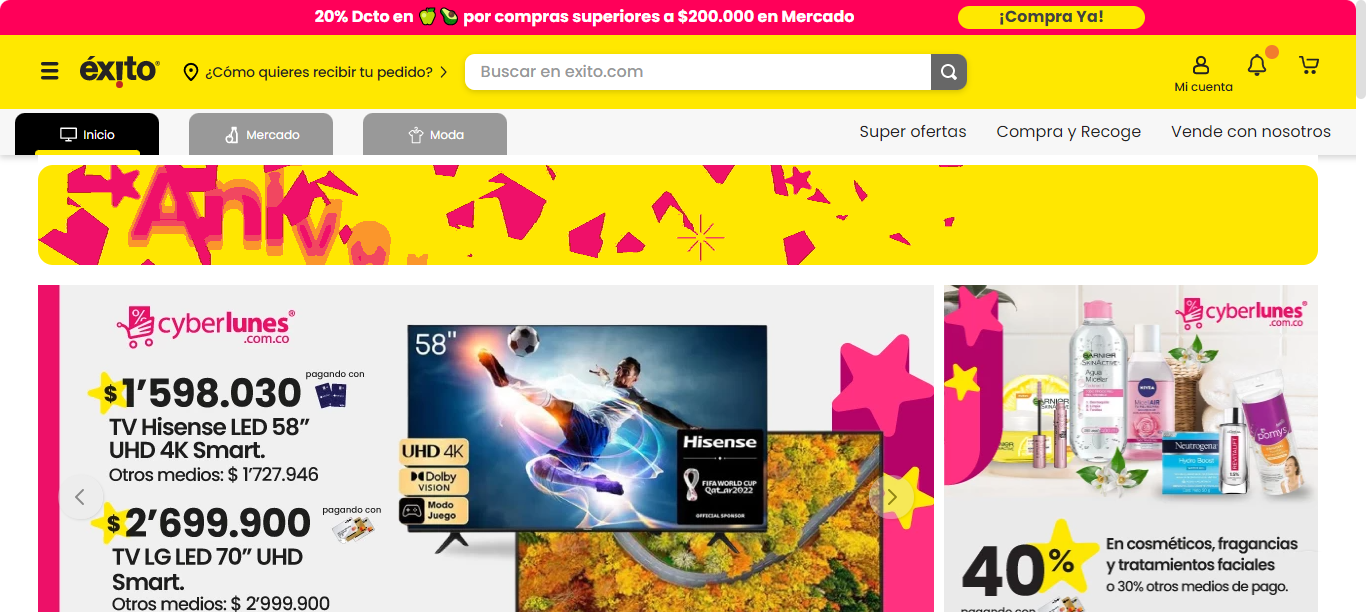 20% Dcto en 🍏🥑 por compras superiores a $200.000 en Mercado
¡Compra Ya!
éxito
¿Cómo quieres recibir tu pedido?
Buscar en exito.com
Mi cuenta
Inicio
Mercado
Moda
Super ofertas
Compra y Recoge
Vende con nosotros
Aniv
cyberlunes®
.com.co
$1’598.030
pagando con
TV Hisense LED 58”
UHD 4K Smart.
Otros medios: $ 1’727.946
$2’699.900
pagando con
TV LG LED 70” UHD
Smart.
Otros medios: $ 2’999.900
58"
UHD 4K
Dolby
VISION
Modo
Juego
Hisense
FIFA WORLD CUP
Qatar2022
OFFICIAL SPONSOR
cyberlunes®
.com.co
GARNIER
SKINACTIVE
Agua
Micelar
GARNIER
NIVEA
MicellAIR
Neutrogena
Hydro Boost
REVITALIFT
Domys
40%
En cosméticos, fragancias
y tratamientos faciales
o 30% otros medios de pago.
pagando con